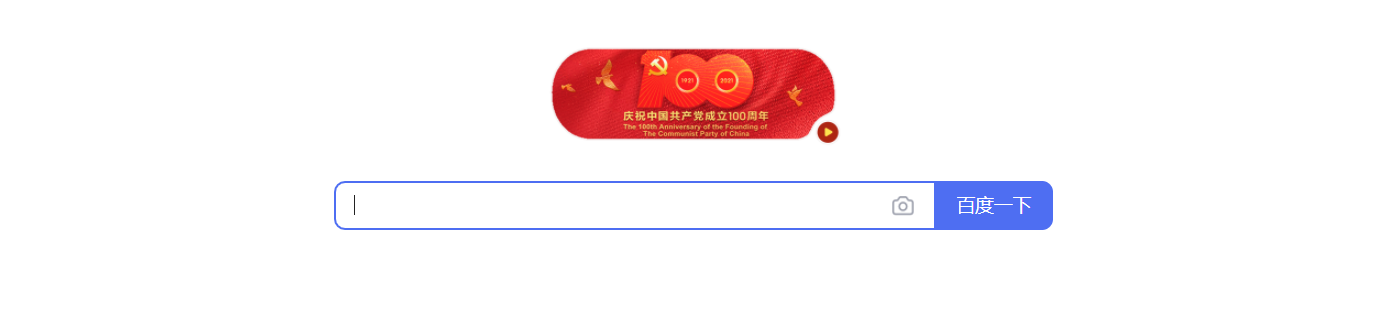 100
1921 2021
庆祝中国共产党成立100周年
The 100th Anniversary of the Founding of
The Communist Party of China
百度一下